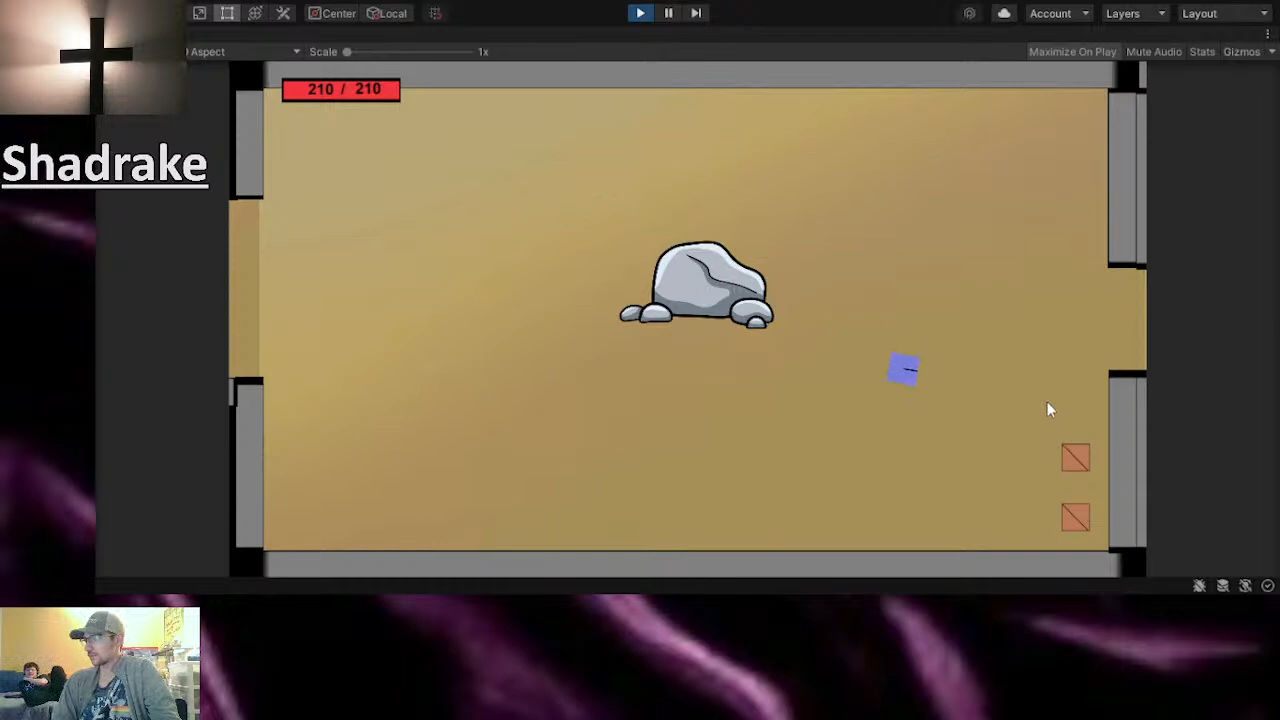 Center Local Account Layers Layout
Aspect Scale 1x Maximize On Play Mute Audio Stats Gizmos
210 / 210
Shadrake